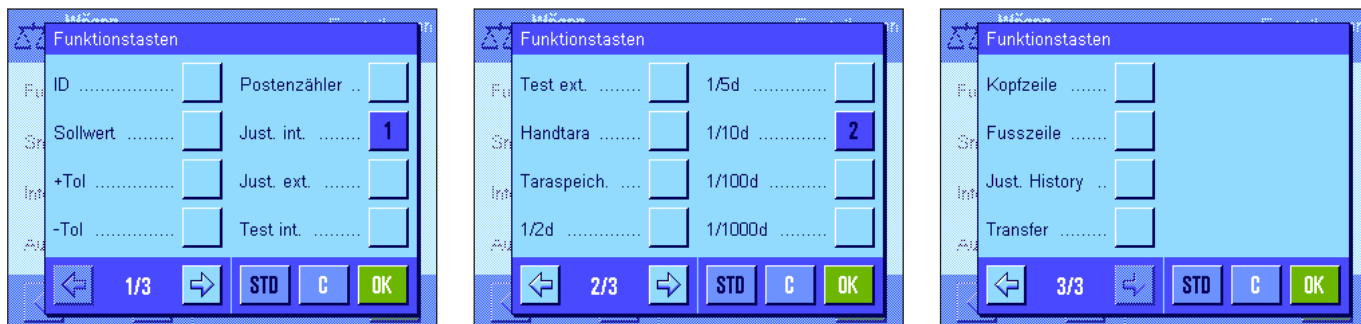 Funktionstasten
ID ................ Postenzähler ..
Sollwert ......... Just. int. ........ 1
+Tol ............... Just. ext. .......
-Tol ............... Test int. .........
1/3 STD C OK
Funktionstasten
Test ext. ........ 1/5d ..............
Handtara ........ 1/10d ............ 2
Taraspeich. .... 1/100d ..........
1/2d .............. 1/1000d ........
2/3 STD C OK
Funktionstasten
Kopfzeile .......
Fusszeile .......
Just. History ..
Transfer .........
3/3 STD C OK